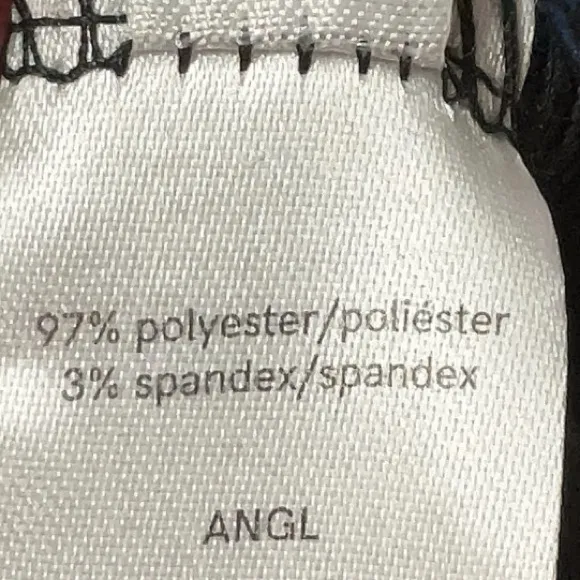 97% polyester/poliéster
3% spandex/spandex
ANGL